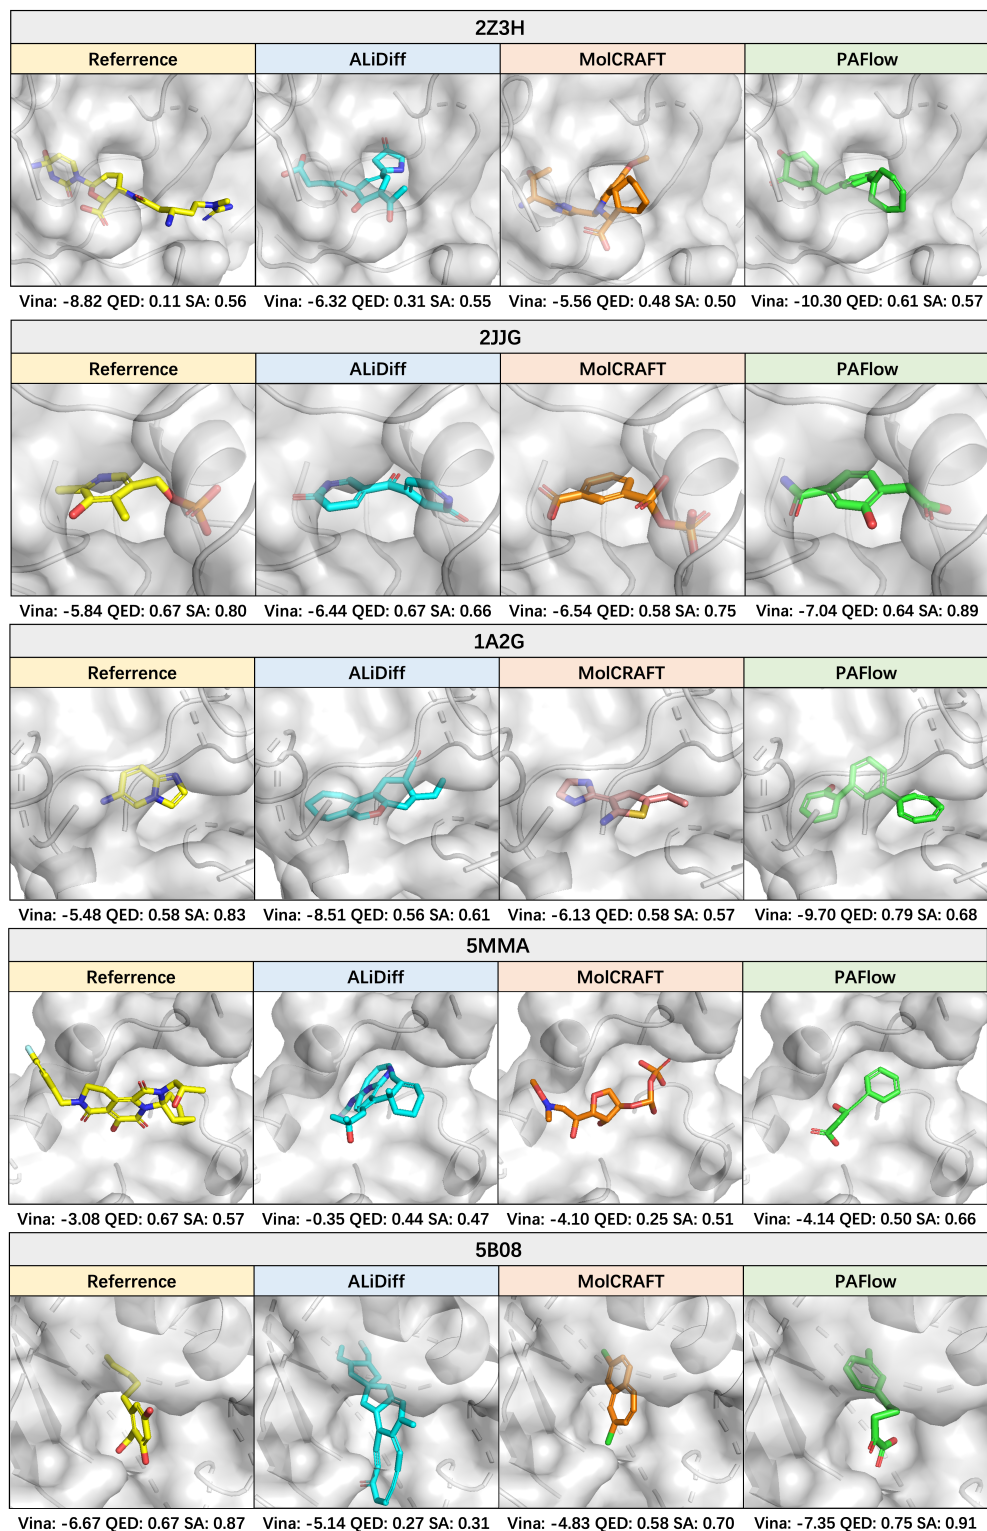 2Z3H
Referrence ALiDiff MolCRAFT PAFlow
Vina: -8.82 QED: 0.11 SA: 0.56 Vina: -6.32 QED: 0.31 SA: 0.55 Vina: -5.56 QED: 0.48 SA: 0.50 Vina: -10.30 QED: 0.61 SA: 0.57
2JJG
Referrence ALiDiff MolCRAFT PAFlow
Vina: -5.84 QED: 0.67 SA: 0.80 Vina: -6.44 QED: 0.67 SA: 0.66 Vina: -6.54 QED: 0.58 SA: 0.75 Vina: -7.04 QED: 0.64 SA: 0.89
1A2G
Referrence ALiDiff MolCRAFT PAFlow
Vina: -5.48 QED: 0.58 SA: 0.83 Vina: -8.51 QED: 0.56 SA: 0.61 Vina: -6.13 QED: 0.58 SA: 0.57 Vina: -9.70 QED: 0.79 SA: 0.68
5MMA
Referrence ALiDiff MolCRAFT PAFlow
Vina: -3.08 QED: 0.67 SA: 0.57 Vina: -0.35 QED: 0.44 SA: 0.47 Vina: -4.10 QED: 0.25 SA: 0.51 Vina: -4.14 QED: 0.50 SA: 0.66
5B08
Referrence ALiDiff MolCRAFT PAFlow
Vina: -6.67 QED: 0.67 SA: 0.87 Vina: -5.14 QED: 0.27 SA: 0.31 Vina: -4.83 QED: 0.58 SA: 0.70 Vina: -7.35 QED: 0.75 SA: 0.91